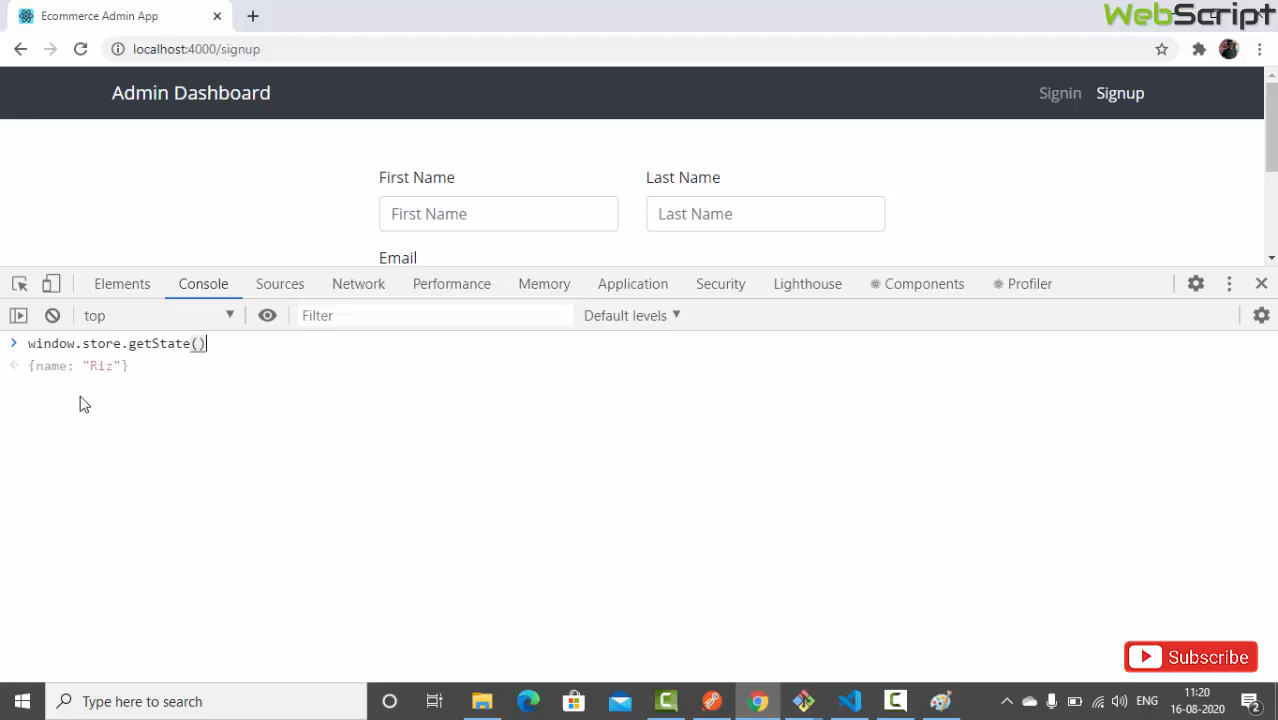 Ecommerce Admin App
WebScript
localhost:4000/signup
Admin Dashboard
Signin
Signup
First Name
Last Name
First Name
Last Name
Email
Elements
Console
Sources
Network
Performance
Memory
Application
Security
Lighthouse
Components
Profiler
top
Filter
Default levels
window.store.getState()
{name: "Riz"}
Subscribe
Type here to search
ENG
11:20
16-08-2020
2